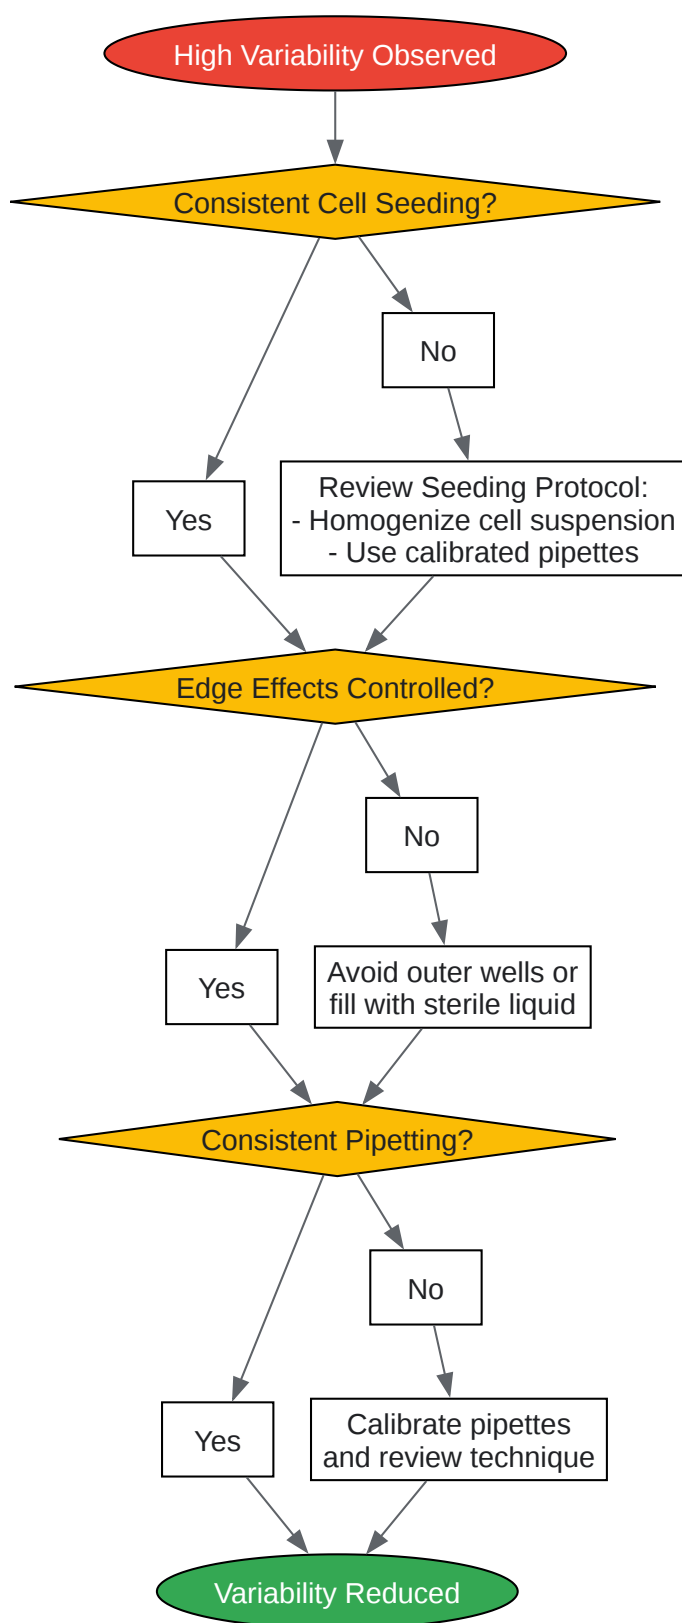 High Variability Observed
Consistent Cell Seeding?
No
Yes
Review Seeding Protocol:
- Homogenize cell suspension
- Use calibrated pipettes
Edge Effects Controlled?
No
Yes
Avoid outer wells or
fill with sterile liquid
Consistent Pipetting?
No
Yes
Calibrate pipettes
and review technique
Variability Reduced